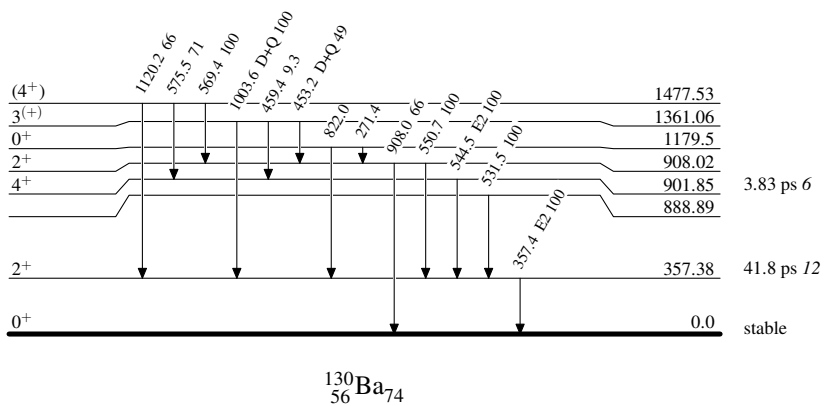 1120.2 66
575.5 71
569.4 100
1003.6 D+Q 100
459.4 9.3
453.2 D+Q 49
822.0
271.4
908.0 66
550.7 100
544.5 E2 100
531.5 100
357.4 E2 100
(4⁺) 1477.53
3⁽⁺⁾ 1361.06
0⁺ 1179.5
2⁺ 908.02
4⁺ 901.85 3.83 ps 6
888.89
2⁺ 357.38 41.8 ps 12
0⁺ 0.0 stable
¹³⁰₅₆Ba₇₄